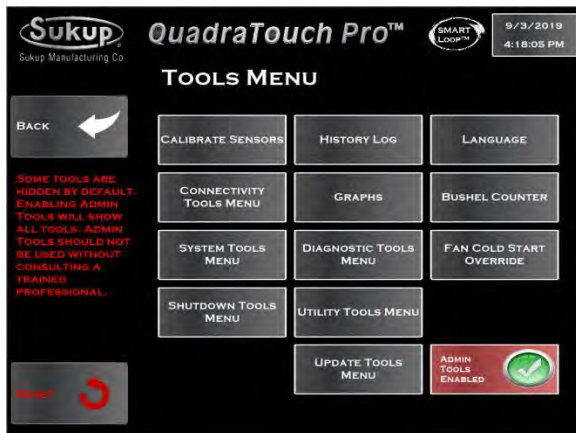 Sukup
Sukup Manufacturing Co.
QuadraTouch Pro™
SMART
LOOP™
9/3/2019
4:18:05 PM
TOOLS MENU
BACK
SOME TOOLS ARE
HIDDEN BY DEFAULT.
ENABLING ADMIN
TOOLS WILL SHOW
ALL TOOLS. ADMIN
TOOLS SHOULD NOT
BE USED WITHOUT
CONSULTING A
TRAINED
PROFESSIONAL.
RESET
CALIBRATE SENSORS
HISTORY LOG
LANGUAGE
CONNECTIVITY
TOOLS MENU
GRAPHS
BUSHEL COUNTER
SYSTEM TOOLS
MENU
DIAGNOSTIC TOOLS
MENU
FAN COLD START
OVERRIDE
SHUTDOWN TOOLS
MENU
UTILITY TOOLS MENU
UPDATE TOOLS
MENU
ADMIN
TOOLS
ENABLED